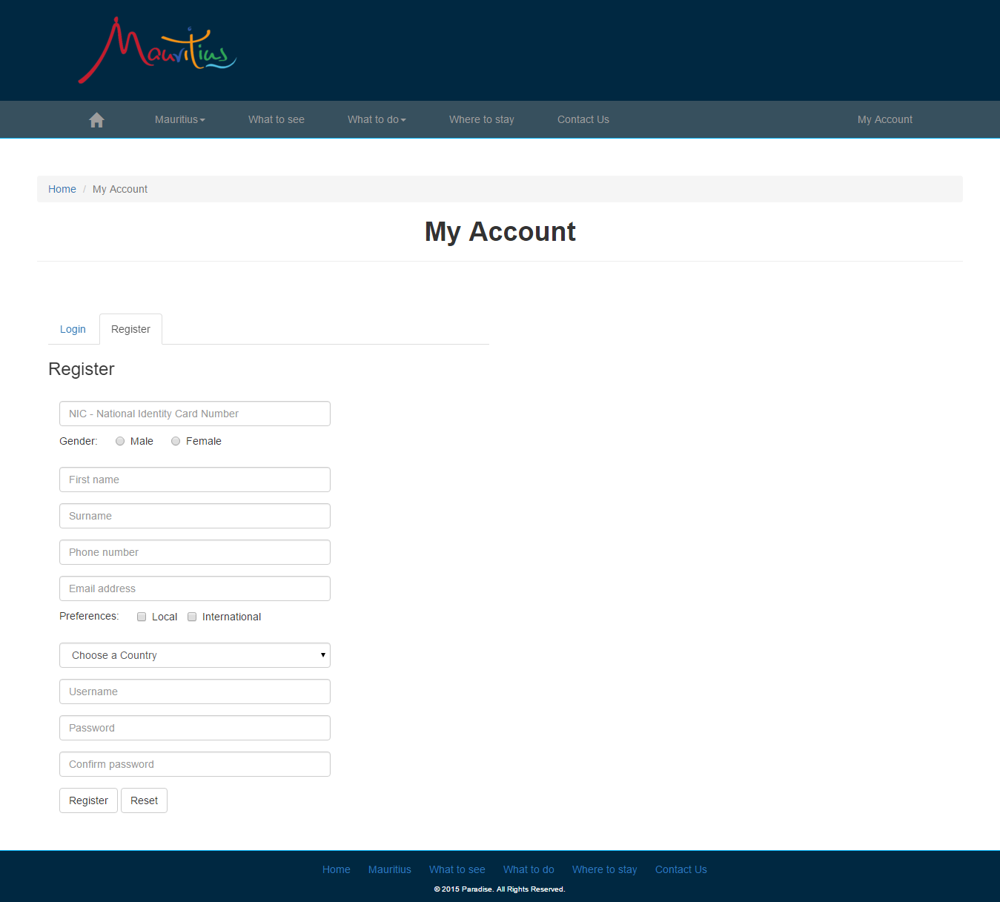 Mauritius
Mauritius What to see What to do Where to stay Contact Us My Account
Home / My Account
My Account
Login Register
Register
NIC - National Identity Card Number
Gender: Male Female
First name
Surname
Phone number
Email address
Preferences: Local International
Choose a Country
Username
Password
Confirm password
Register Reset
Home Mauritius What to see What to do Where to stay Contact Us
© 2015 Paradise. All Rights Reserved.